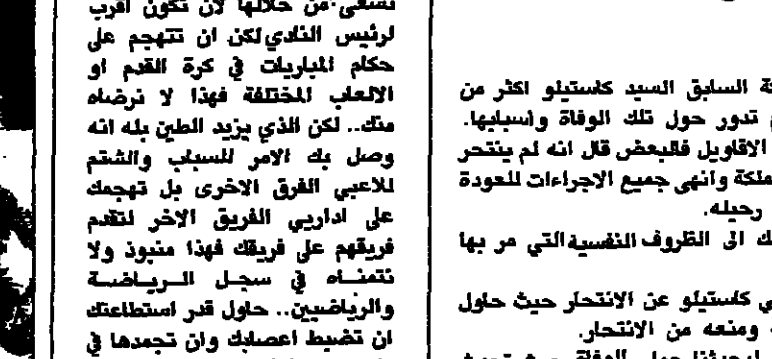 ة السابق السيد كاستيلو اكثر من
تدور حول تلك الوفاة واسبابها.
الاقاويل فالبعض قال انه لم ينتحر
ملكة وانهى جميع الاجراءات للعودة
رحيله.
ك الى الظروف النفسية التي مر بها
ي كاستيلو عن الانتحار حيث حاول
ومنعه من الانتحار.
تسعى من خلالها لان تكون اقرب
لرئيس النادي لكن ان تتهجم على
حكام المباريات في كرة القدم او
الالعاب المختلفة فهذا لا نرضاه
منك.. لكن الذي يزيد الطين بله انه
وصل بك الامر للسباب والشتم
للاعبي الفرق الاخرى بل تهجمك
على اداريي الفريق الاخر لتقدم
فريقهم على فريقك فهذا منبوذ ولا
نتمناه في سجل الرياضة
والرياضيين.. حاول قدر استطاعتك
ان تضبط اعصابك وان تجمدها في